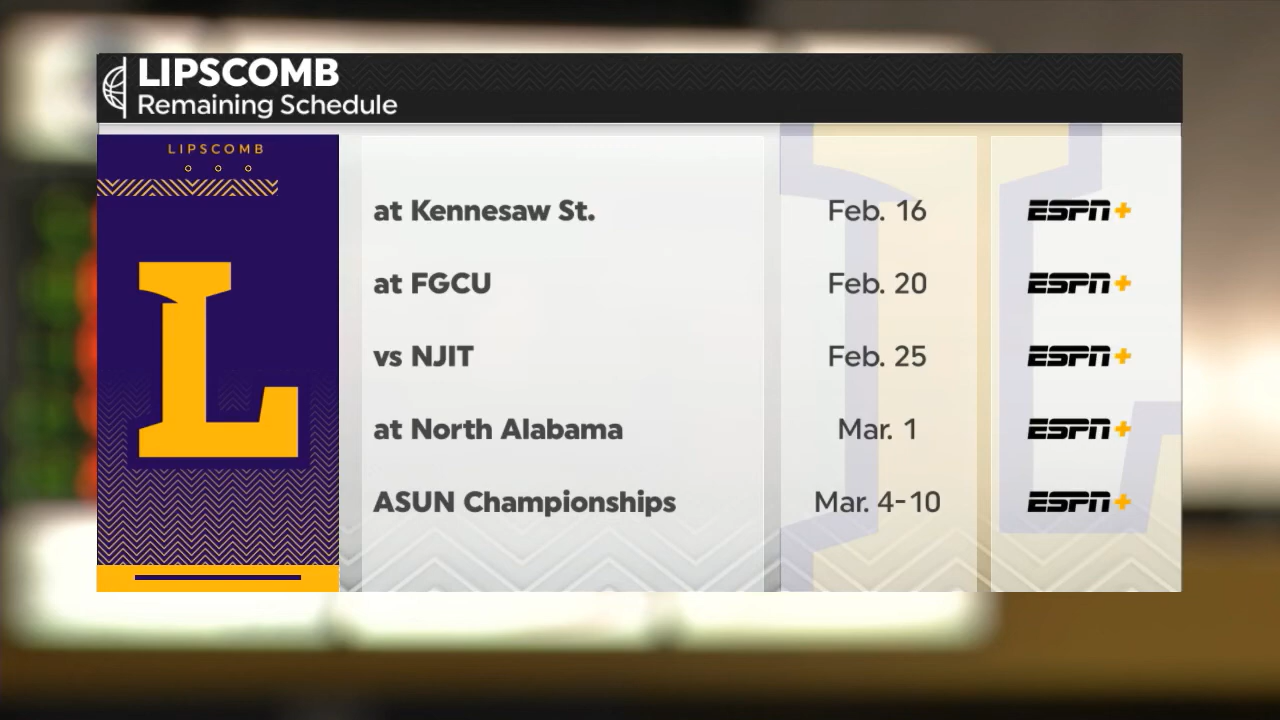 LIPSCOMB
Remaining Schedule
LIPSCOMB
L
at Kennesaw St. Feb. 16 ESPN+
at FGCU Feb. 20 ESPN+
vs NJIT Feb. 25 ESPN+
at North Alabama Mar. 1 ESPN+
ASUN Championships Mar. 4-10 ESPN+